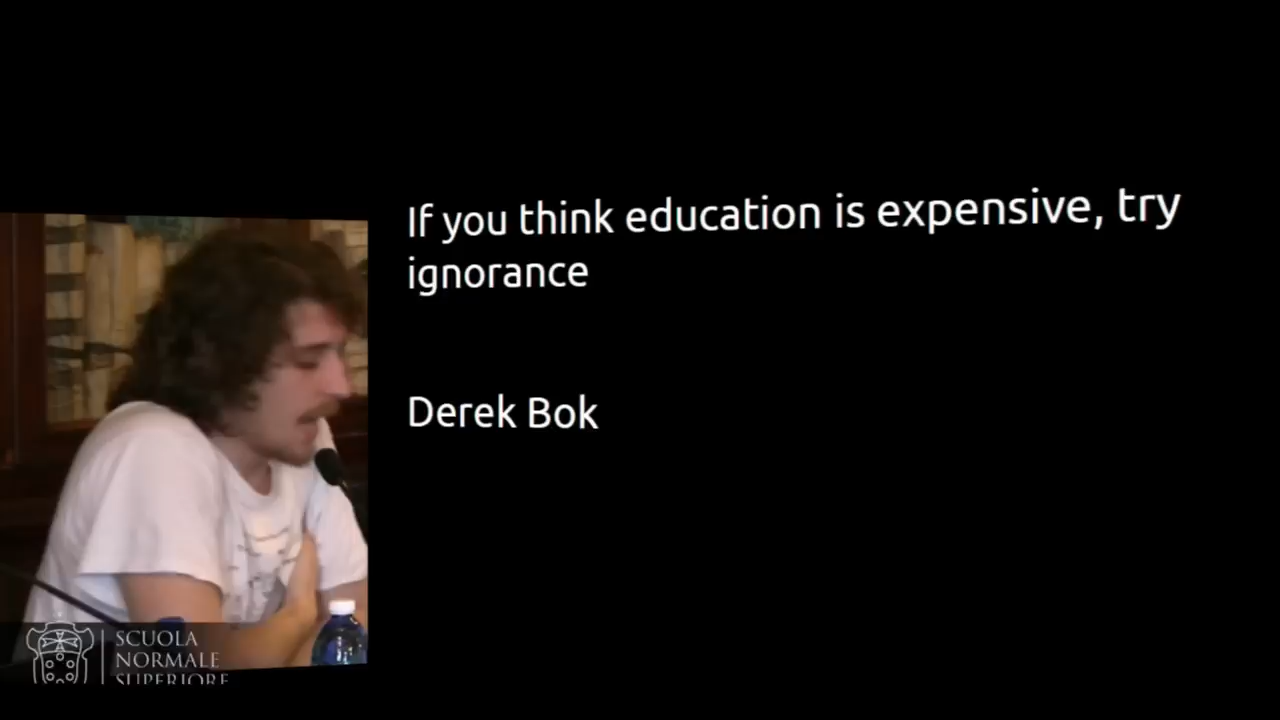 If you think education is expensive, try
ignorance
Derek Bok
SCUOLA
NORMALE
SUPERIORE